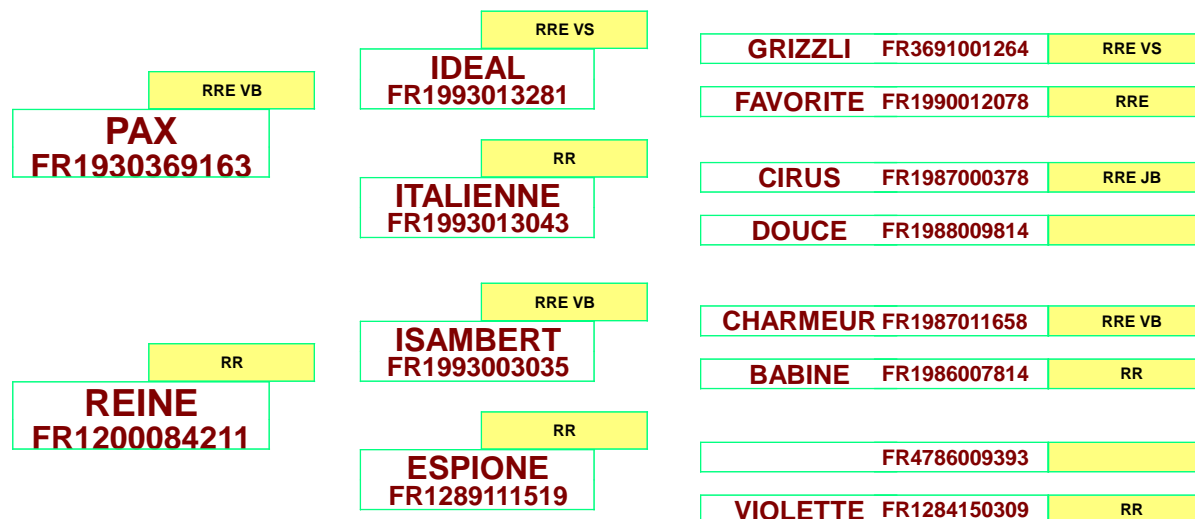 RRE VB
PAX
FR1930369163
RRE VS
IDEAL
FR1993013281
RR
ITALIENNE
FR1993013043
GRIZZLI FR3691001264 RRE VS
FAVORITE FR1990012078 RRE
CIRUS FR1987000378 RRE JB
DOUCE FR1988009814
RR
REINE
FR1200084211
RRE VB
ISAMBERT
FR1993003035
RR
ESPIONE
FR1289111519
CHARMEUR FR1987011658 RRE VB
BABINE FR1986007814 RR
FR4786009393
VIOLETTE FR1284150309 RR